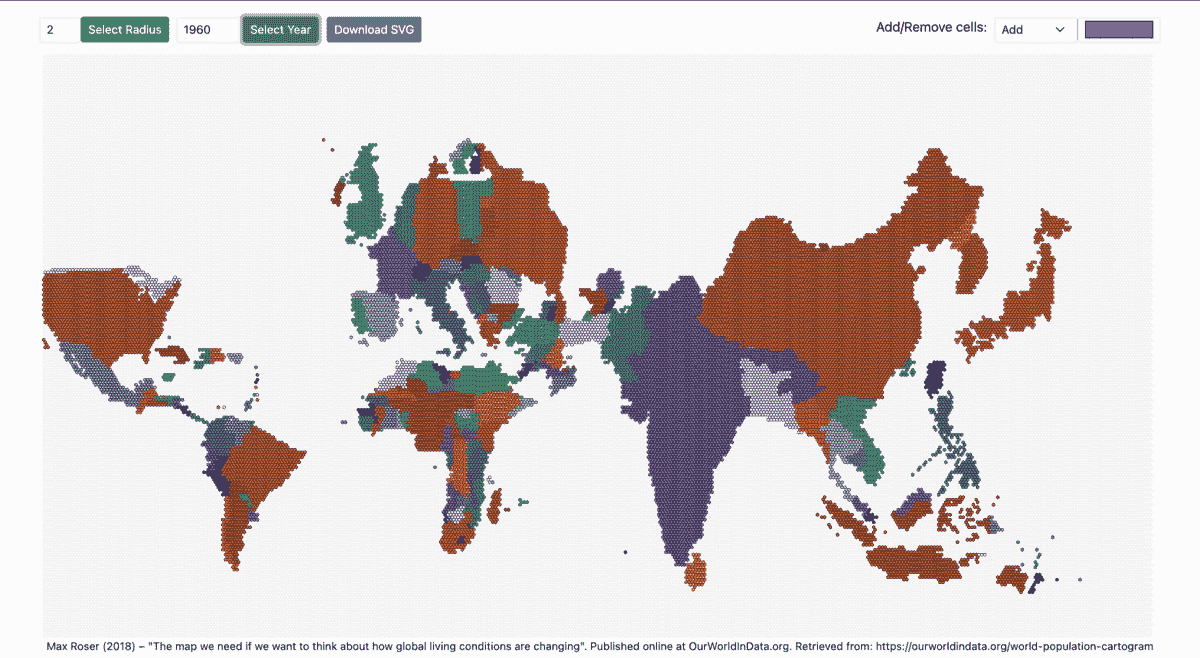 2 Select Radius 1960 Select Year Download SVG Add/Remove cells: Add
Max Roser (2018) – "The map we need if we want to think about how global living conditions are changing". Published online at OurWorldInData.org. Retrieved from: https://ourworldindata.org/world-population-cartogram